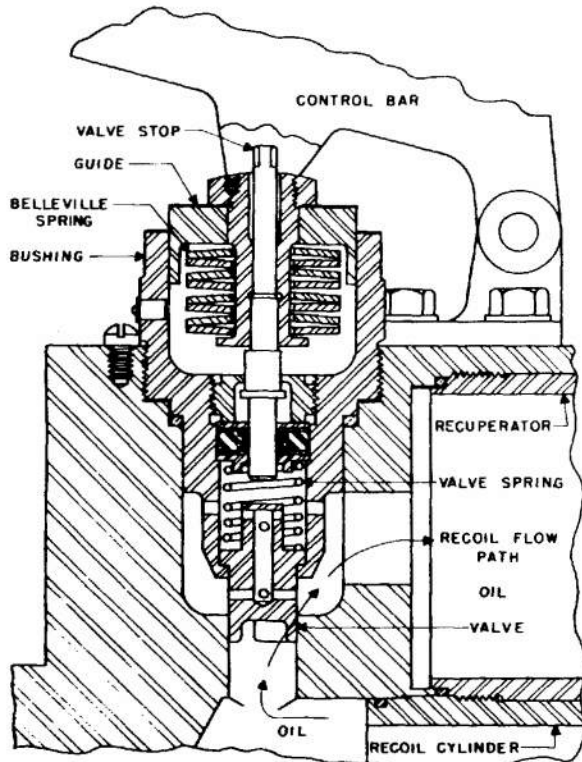 CONTROL BAR
VALVE STOP
GUIDE
BELLEVILLE
SPRING
BUSHING
RECUPERATOR
VALVE SPRING
RECOIL FLOW
PATH
OIL
VALVE
OIL
RECOIL CYLINDER